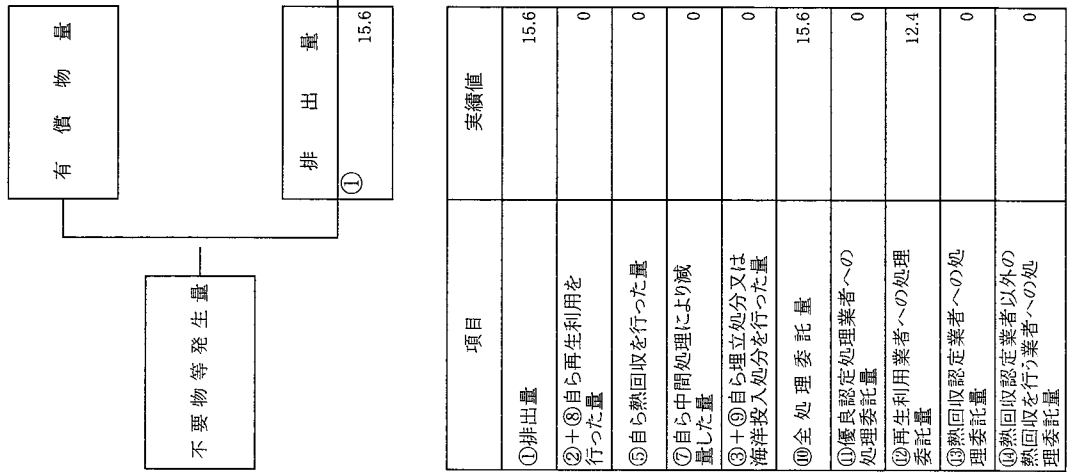 有償物量
不要物等発生量
排出量
① 15.6
項目 実績値
①排出量 15.6
②+⑧自ら再生利用を
行った量 0
⑤自ら熱回収を行った量 0
⑦自ら中間処理により減
量した量 0
③+⑨自ら埋立処分又は
海洋投入処分を行った量 0
⑩全処理委託量 15.6
⑪優良認定処理業者への
処理委託量 0
⑫再生利用業者への処理
委託量 12.4
⑬熱回収認定業者への処
理委託量 0
⑭熱回収認定業者以外の
熱回収を行う業者への処
理委託量 0